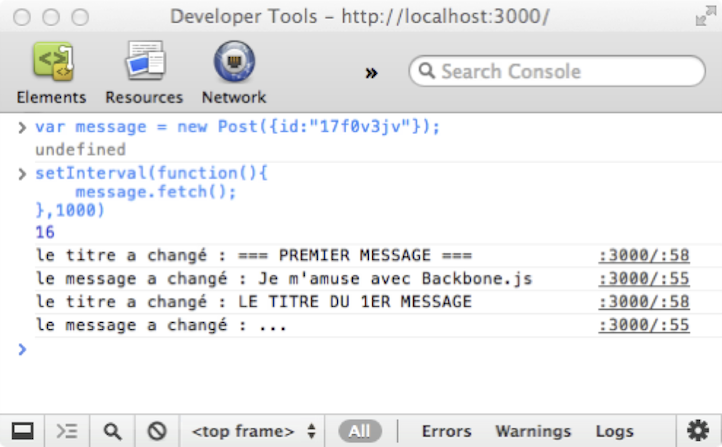 Developer Tools - http://localhost:3000/
Elements Resources Network » Search Console
> var message = new Post({id:"17f0v3jv"});
undefined
> setInterval(function(){
message.fetch();
},1000)
16
le titre a changé : === PREMIER MESSAGE === :3000/:58
le message a changé : Je m'amuse avec Backbone.js :3000/:55
le titre a changé : LE TITRE DU 1ER MESSAGE :3000/:58
le message a changé : ... :3000/:55
>
<top frame> All Errors Warnings Logs